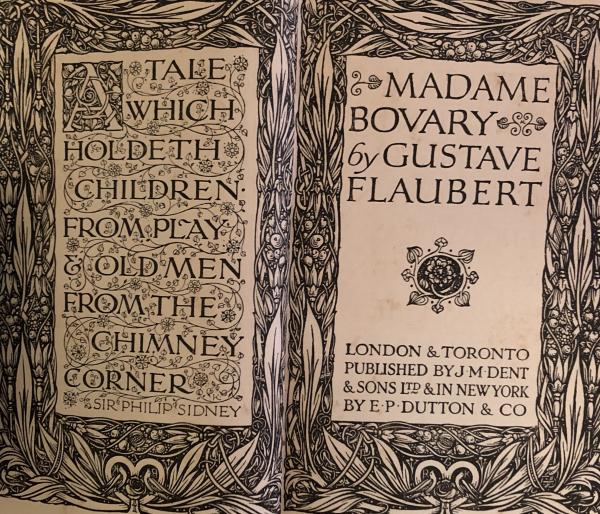 A TALE
WHICH
HOLDETH
CHILDREN
FROM PLAY
& OLD MEN
FROM THE
CHIMNEY
CORNER
SIR PHILIP SIDNEY
MADAME
BOVARY
by GUSTAVE
FLAUBERT
LONDON & TORONTO
PUBLISHED BY J·M·DENT
& SONS LTD & IN NEW YORK
BY E·P·DUTTON & CO